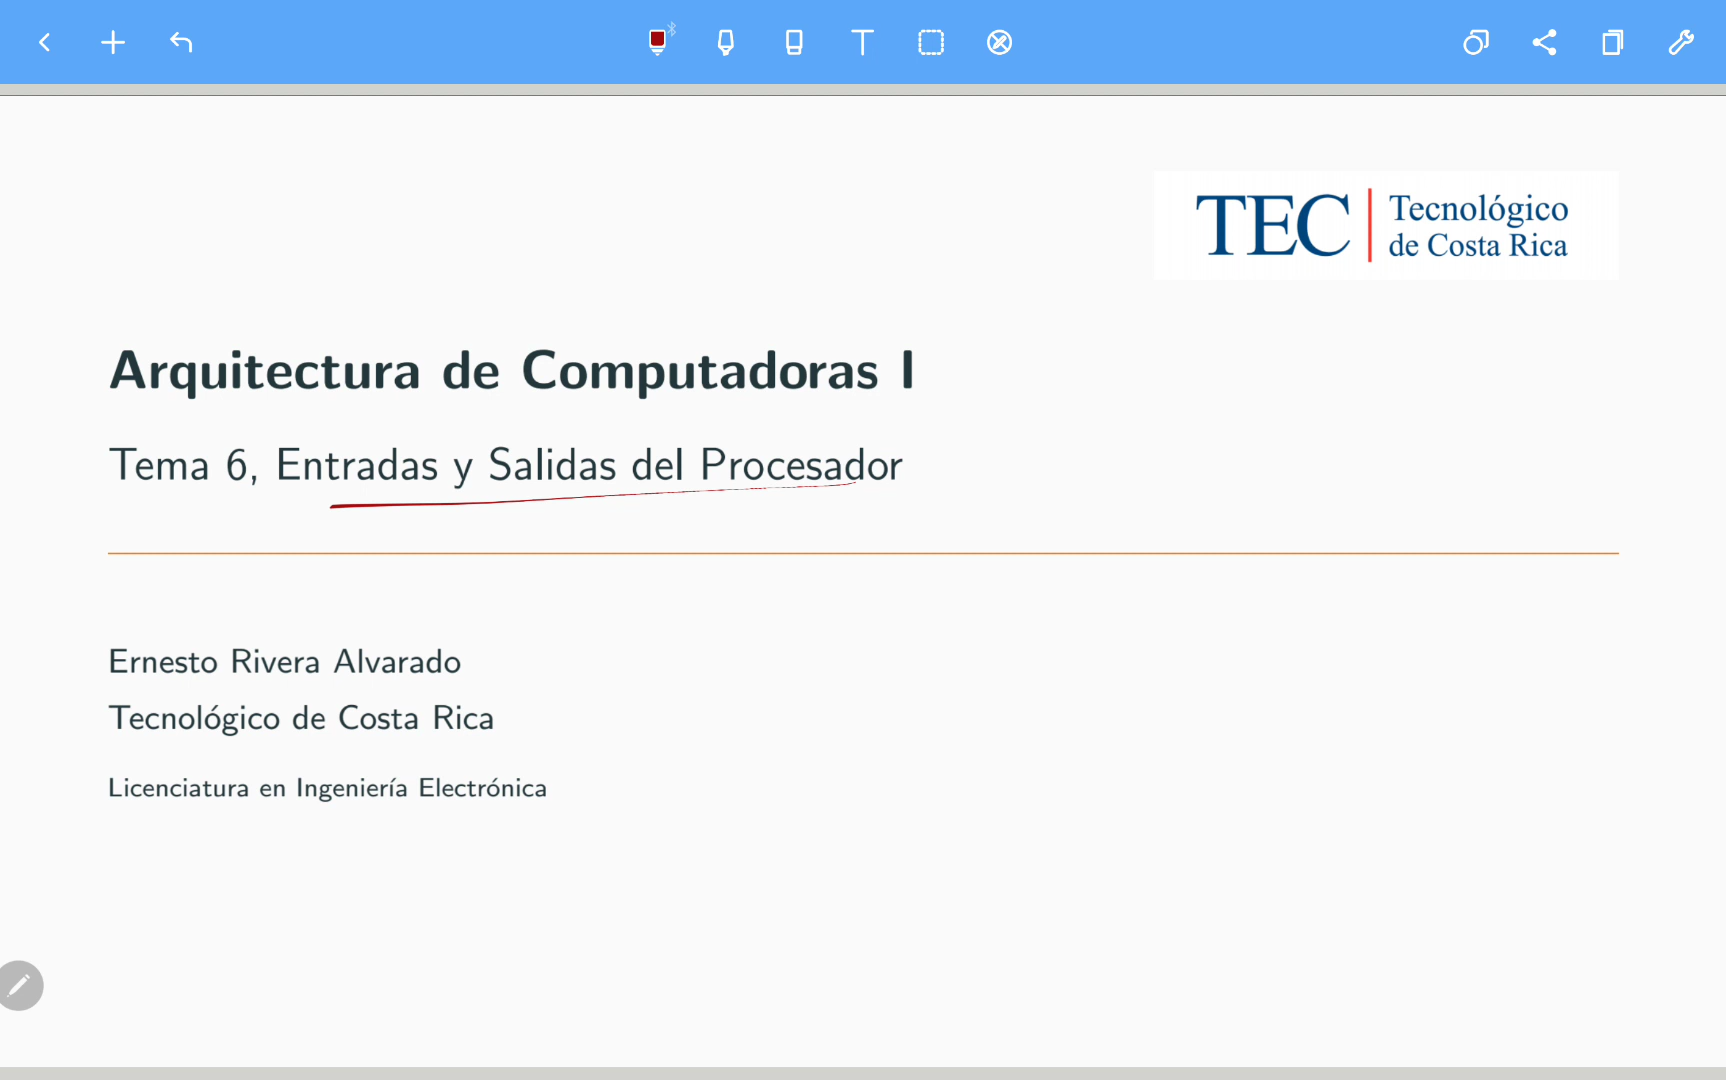 TEC Tecnológico
de Costa Rica
Arquitectura de Computadoras I
Tema 6, Entradas y Salidas del Procesador
Ernesto Rivera Alvarado
Tecnológico de Costa Rica
Licenciatura en Ingeniería Electrónica